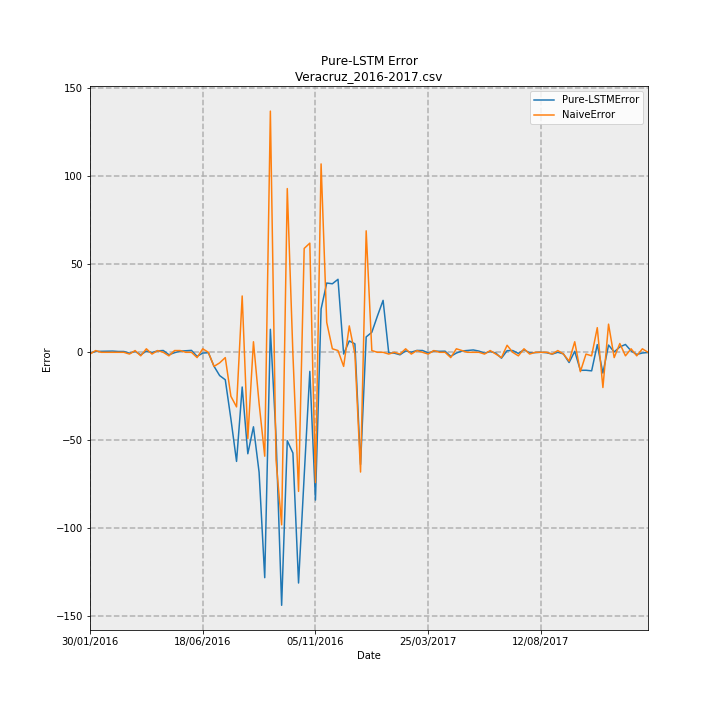 Pure-LSTM Error
Veracruz_2016-2017.csv
Pure-LSTMError
NaiveError
150
100
50
0
−50
−100
−150
Error
30/01/2016
18/06/2016
05/11/2016
25/03/2017
12/08/2017
Date